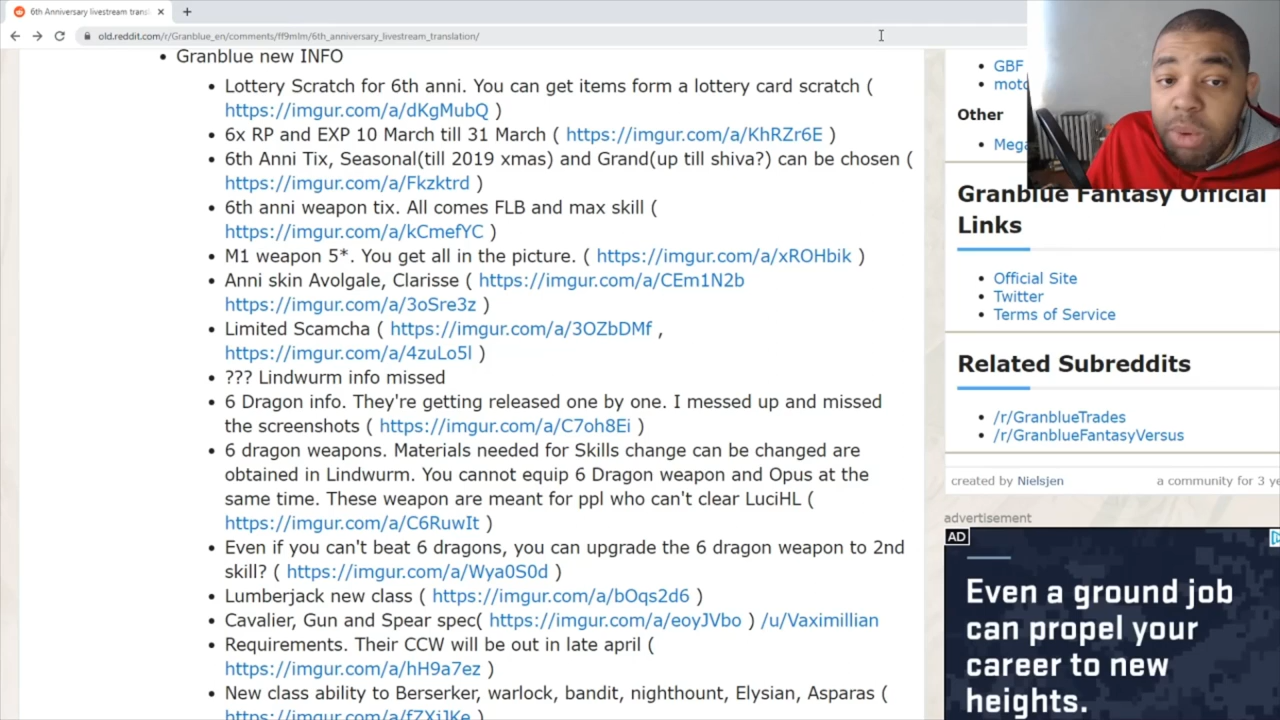 6th Anniversary livestream trans
old.reddit.com/r/Granblue_en/comments/ff9mlm/6th_anniversary_livestream_translation/
Granblue new INFO
Lottery Scratch for 6th anni. You can get items form a lottery card scratch (
https://imgur.com/a/dKgMubQ )
6x RP and EXP 10 March till 31 March ( https://imgur.com/a/KhRZr6E )
6th Anni Tix, Seasonal(till 2019 xmas) and Grand(up till shiva?) can be chosen (
https://imgur.com/a/Fkzktrd )
6th anni weapon tix. All comes FLB and max skill (
https://imgur.com/a/kCmefYC )
M1 weapon 5*. You get all in the picture. ( https://imgur.com/a/xROHbik )
Anni skin Avolgale, Clarisse ( https://imgur.com/a/CEm1N2b
https://imgur.com/a/3oSre3z )
Limited Scamcha ( https://imgur.com/a/3OZbDMf ,
https://imgur.com/a/4zuLo5l )
??? Lindwurm info missed
6 Dragon info. They're getting released one by one. I messed up and missed
the screenshots ( https://imgur.com/a/C7oh8Ei )
6 dragon weapons. Materials needed for Skills change can be changed are
obtained in Lindwurm. You cannot equip 6 Dragon weapon and Opus at the
same time. These weapon are meant for ppl who can't clear LuciHL (
https://imgur.com/a/C6RuwIt )
Even if you can't beat 6 dragons, you can upgrade the 6 dragon weapon to 2nd
skill? ( https://imgur.com/a/Wya0S0d )
Lumberjack new class ( https://imgur.com/a/bOqs2d6 )
Cavalier, Gun and Spear spec( https://imgur.com/a/eoyJVbo ) /u/Vaximillian
Requirements. Their CCW will be out in late april (
https://imgur.com/a/hH9a7ez )
New class ability to Berserker, warlock, bandit, nighthount, Elysian, Asparas (
https://imgur.com/a/fZXiJKe )
GBF
moto
Other
Mega
Granblue Fantasy Official
Links
Official Site
Twitter
Terms of Service
Related Subreddits
/r/GranblueTrades
/r/GranblueFantasyVersus
created by Nielsjen a community for 3 ye
advertisement
AD
Even a ground job
can propel your
career to new
heights.